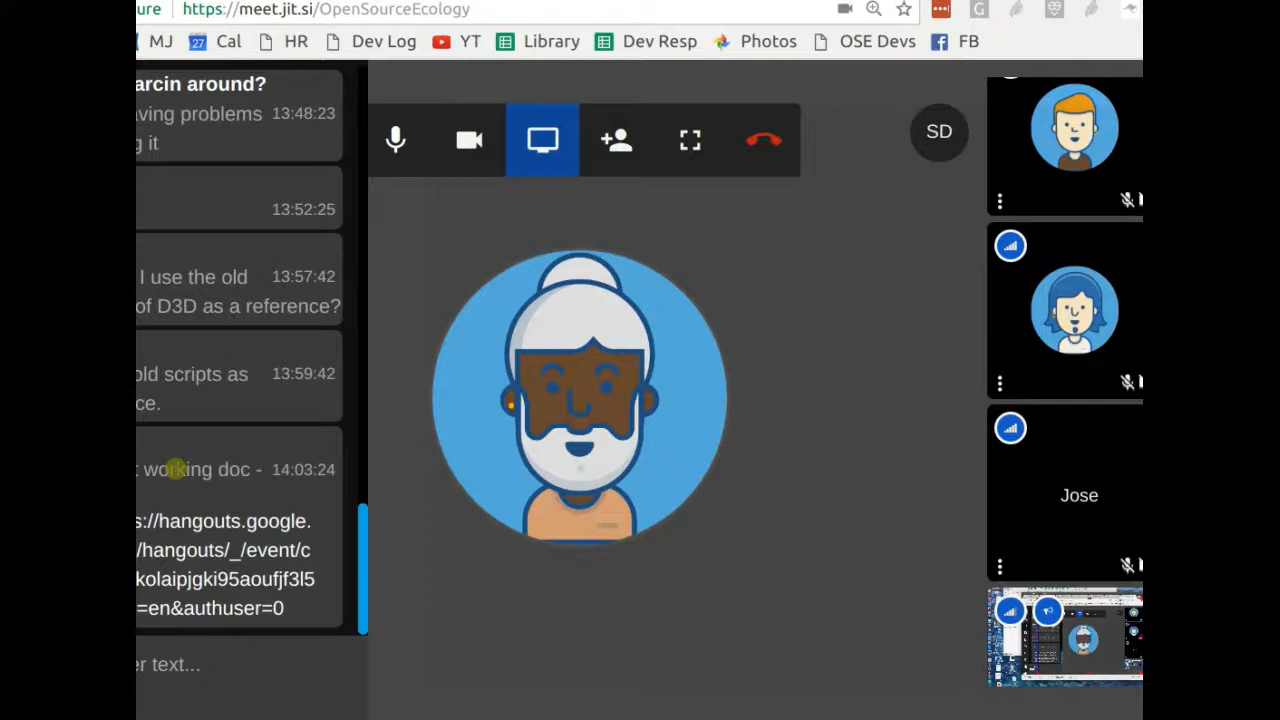 ure https://meet.jit.si/OpenSourceEcology
G
MJ 27 Cal HR Dev Log YT Library Dev Resp Photos OSE Devs FB
arcin around?
aving problems 13:48:23
g it
13:52:25
I use the old 13:57:42
of D3D as a reference?
old scripts as 13:59:42
ce.
t working doc - 14:03:24
s://hangouts.google.
/hangouts/_/event/c
kolaipjgki95aoufjf3l5
=en&authuser=0
er text...
SD
Jose